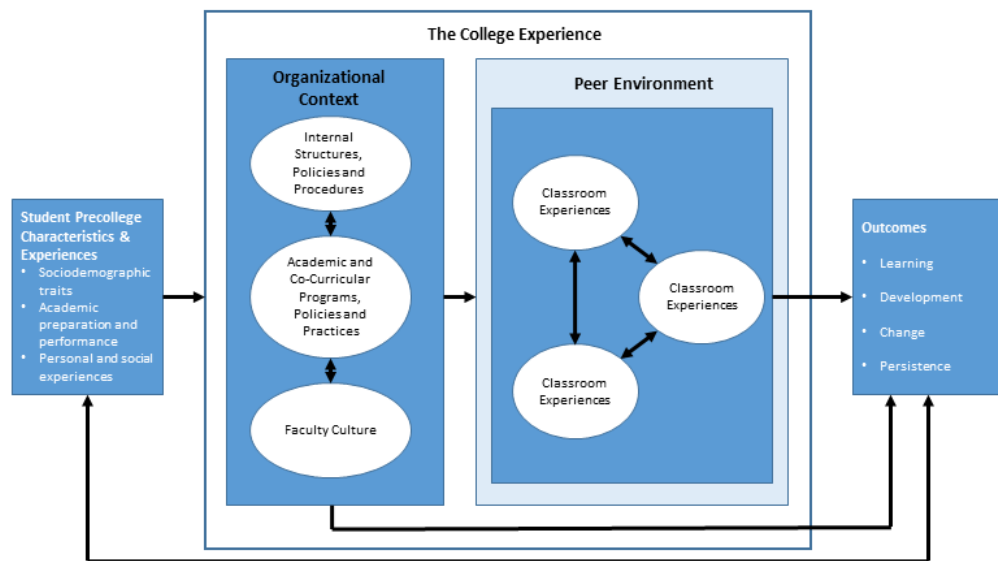 The College Experience
Organizational
Context
Internal
Structures,
Policies and
Procedures
Academic and
Co-Curricular
Programs,
Policies and
Practices
Faculty Culture
Peer Environment
Classroom
Experiences
Classroom
Experiences
Classroom
Experiences
Student Precollege
Characteristics &
Experiences
• Sociodemographic
traits
• Academic
preparation and
performance
• Personal and social
experiences
Outcomes
• Learning
• Development
• Change
• Persistence